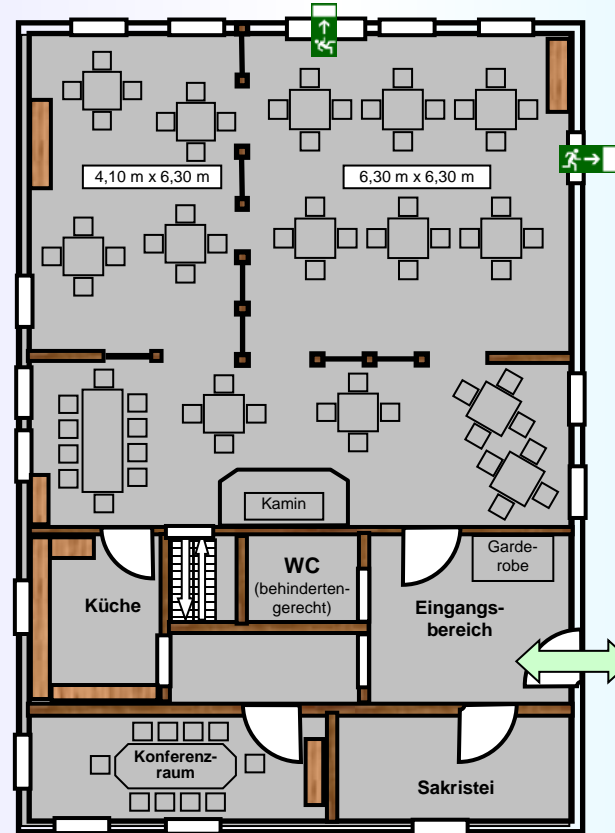 4,10 m x 6,30 m
6,30 m x 6,30 m
Kamin
Garde-
robe
WC
(behinderten-
gerecht)
Küche
Eingangs-
bereich
Konferenz-
raum
Sakristei